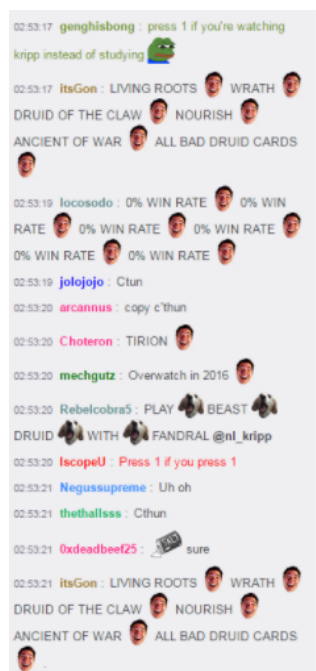 02:53:17 genghisbong : press 1 if you're watching
kripp instead of studying
02:53:17 itsGon : LIVING ROOTS WRATH
DRUID OF THE CLAW NOURISH
ANCIENT OF WAR ALL BAD DRUID CARDS
02:53:19 locosodo : 0% WIN RATE 0% WIN
RATE 0% WIN RATE 0% WIN RATE
0% WIN RATE 0% WIN RATE
02:53:19 jolojojo : Ctun
02:53:20 arcannus : copy c'thun
02:53:20 Choteron : TIRION
02:53:20 mechgutz : Overwatch in 2016
02:53:20 Rebelcobra5 : PLAY BEAST
DRUID WITH FANDRAL @nl_kripp
02:53:20 IscopeU : Press 1 if you press 1
02:53:21 Negussupreme : Uh oh
02:53:21 thethallsss : Cthun
02:53:21 0xdeadbeef25 : sure
02:53:21 itsGon : LIVING ROOTS WRATH
DRUID OF THE CLAW NOURISH
ANCIENT OF WAR ALL BAD DRUID CARDS
.